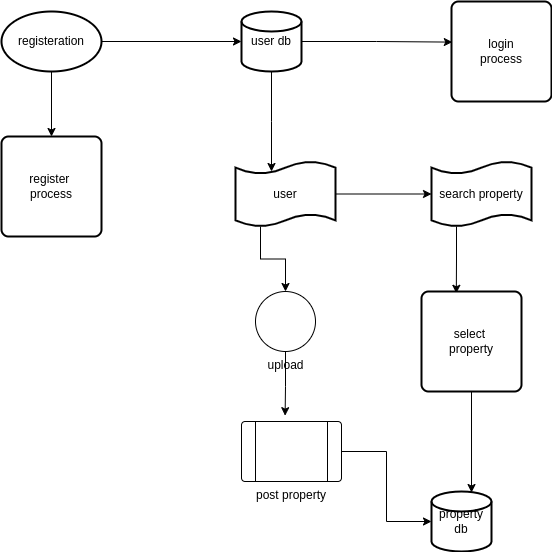 registeration
user db
login
process
register
process
user
search property
upload
select
property
post property
property
db